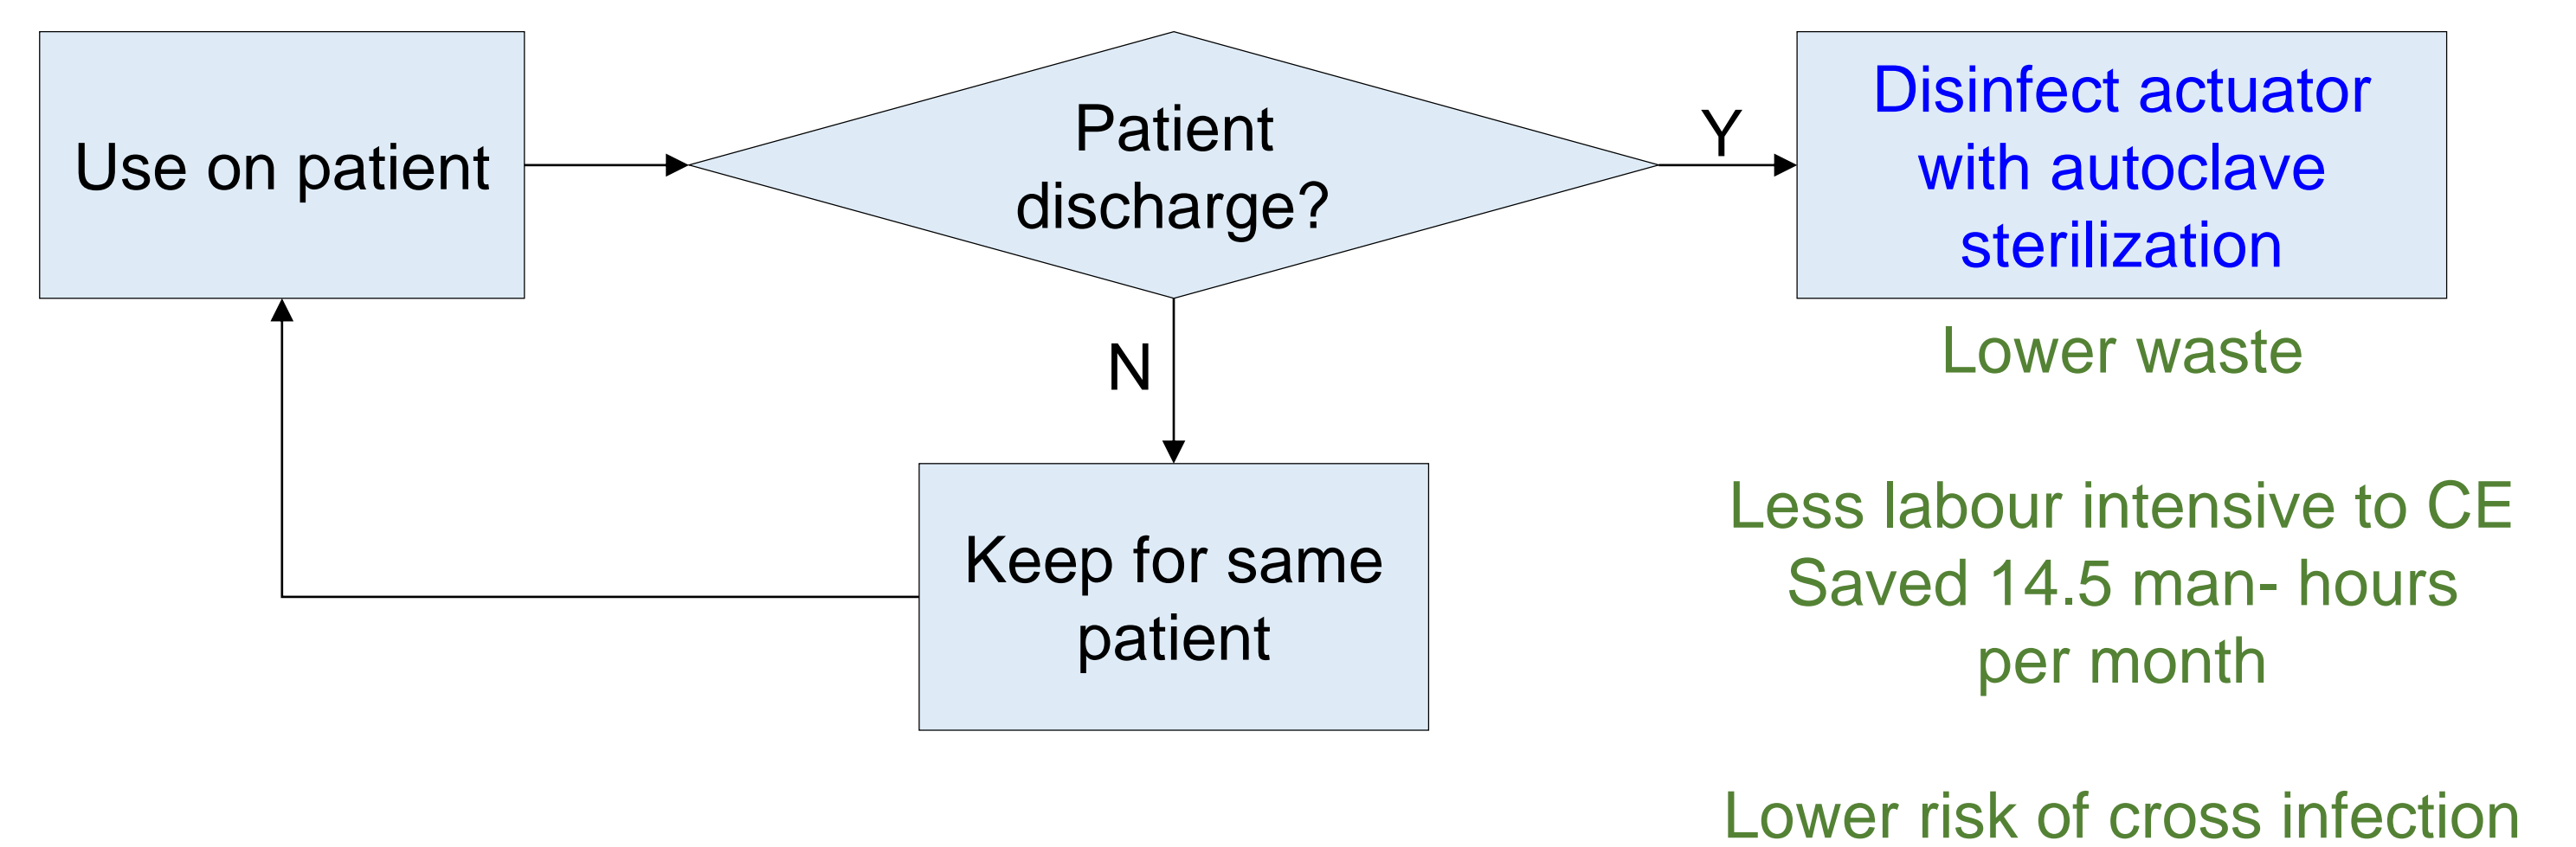 Use on patient
Patient
discharge?
Y
Disinfect actuator
with autoclave
sterilization
N
Keep for same
patient
Lower waste
Less labour intensive to CE
Saved 14.5 man- hours
per month
Lower risk of cross infection